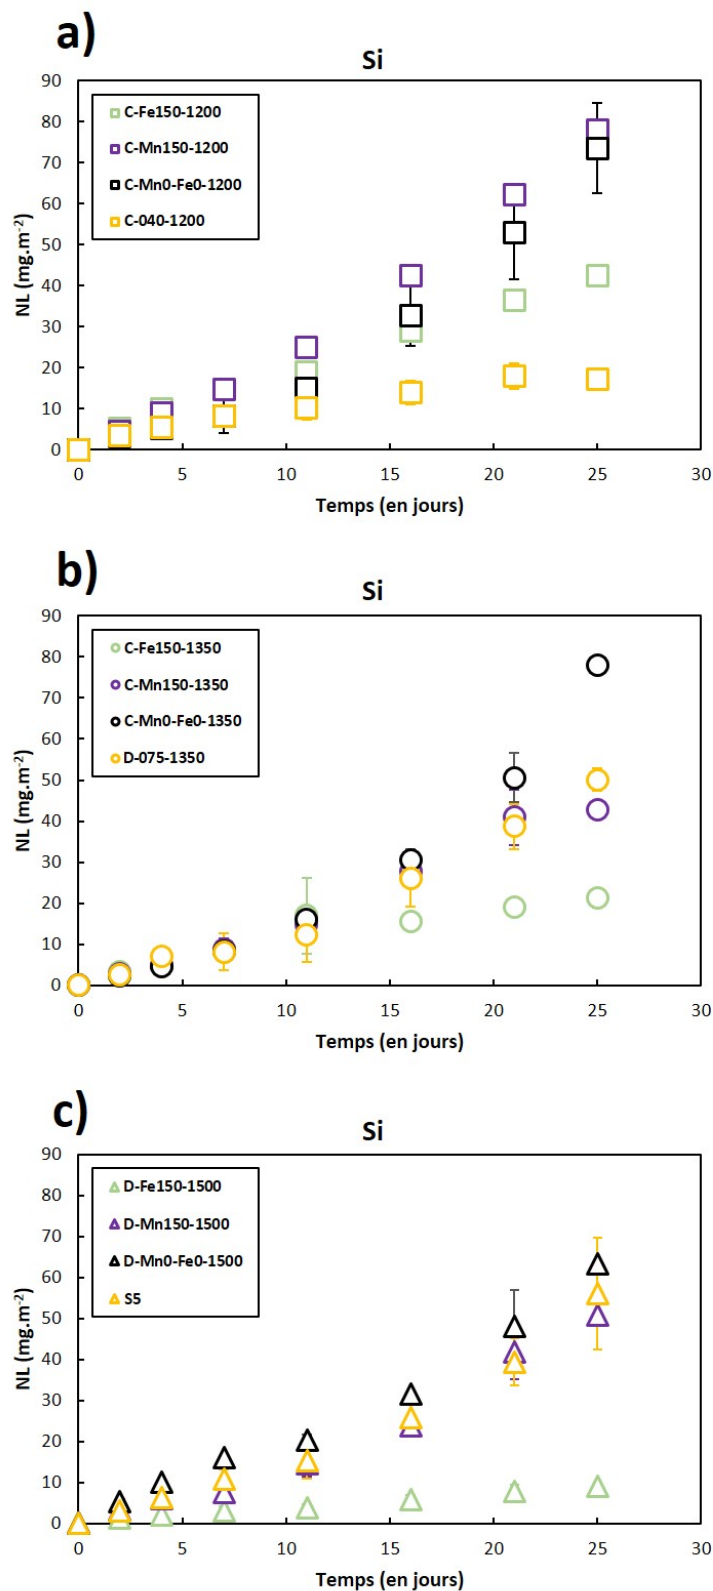 a)
Si
90
80
70
60
50
40
30
20
10
0
NL (mg.m-2)
C-Fe150-1200
C-Mn150-1200
C-Mn0-Fe0-1200
C-040-1200
0 5 10 15 20 25 30
Temps (en jours)
b)
Si
90
80
70
60
50
40
30
20
10
0
NL (mg.m-2)
C-Fe150-1350
C-Mn150-1350
C-Mn0-Fe0-1350
D-075-1350
0 5 10 15 20 25 30
Temps (en jours)
c)
Si
90
80
70
60
50
40
30
20
10
0
NL (mg.m-2)
D-Fe150-1500
D-Mn150-1500
D-Mn0-Fe0-1500
S5
0 5 10 15 20 25 30
Temps (en jours)